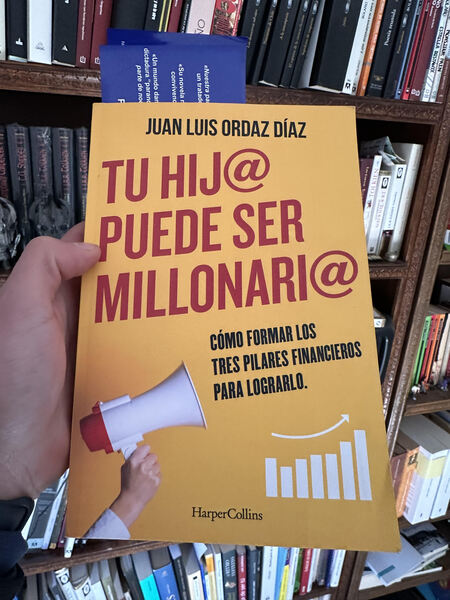 JUAN LUIS ORDAZ DÍAZ
TU HIJ@
PUEDE SER
MILLONARI@
CÓMO FORMAR LOS
TRES PILARES FINANCIEROS
PARA LOGRARLO.
HarperCollins